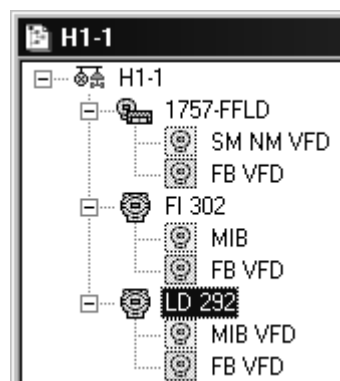 H1-1
H1-1
1757-FFLD
SM NM VFD
FB VFD
FI 302
MIB
FB VFD
LD 292
MIB VFD
FB VFD